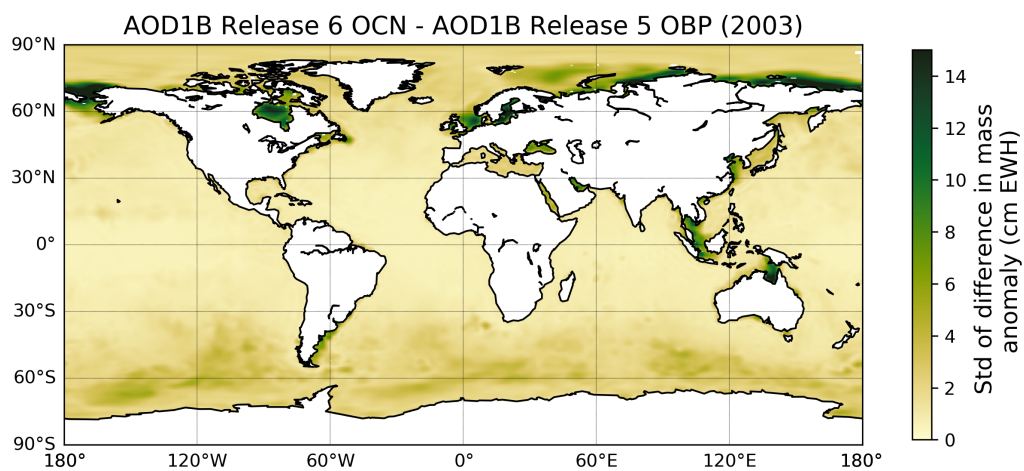 AOD1B Release 6 OCN - AOD1B Release 5 OBP (2003)
90°N
60°N
30°N
0°
30°S
60°S
90°S
180°
120°W
60°W
0°
60°E
120°E
180°
14
12
10
8
6
4
2
0
Std of difference in mass
anomaly (cm EWH)